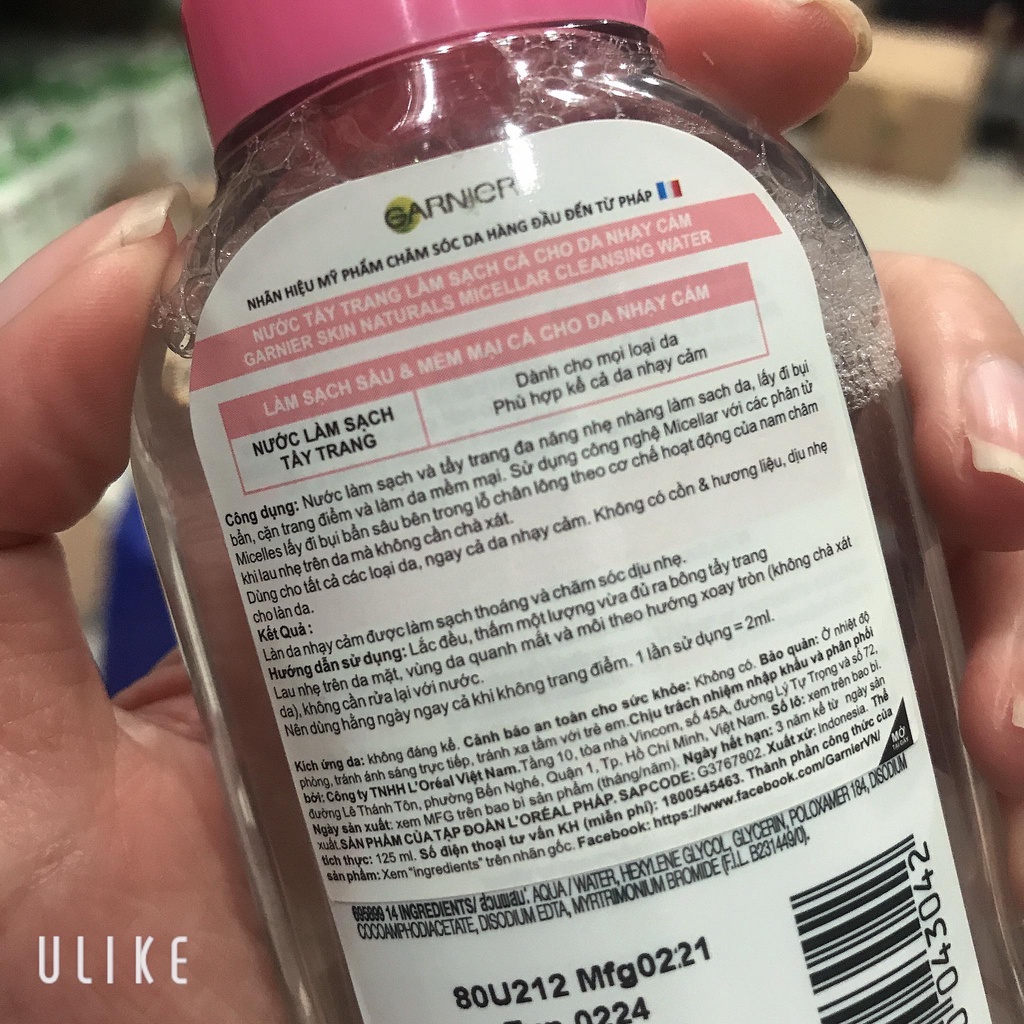 GARNIER
NHÃN HIỆU MỸ PHẨM CHĂM SÓC DA HÀNG ĐẦU ĐẾN TỪ PHÁP
NƯỚC TẨY TRANG LÀM SẠCH CẢ CHO DA NHẠY CẢM
GARNIER SKIN NATURALS MICELLAR CLEANSING WATER
LÀM SẠCH SÂU & MỀM MẠI CẢ CHO DA NHẠY CẢM
NƯỚC LÀM SẠCH
TẨY TRANG
Dành cho mọi loại da
Phù hợp kể cả da nhạy cảm
Công dụng: Nước làm sạch và tẩy trang đa năng nhẹ nhàng làm sạch da, lấy đi bụi
bẩn, cặn trang điểm và làm da mềm mại. Sử dụng công nghệ Micellar với các phân tử
Micelles lấy đi bụi bẩn sâu bên trong lỗ chân lông theo cơ chế hoạt động của nam châm
khi lau nhẹ trên da mà không cần chà xát.
Dùng cho tất cả các loại da, ngay cả da nhạy cảm. Không có cồn & hương liệu, dịu nhẹ
cho làn da.
Kết Quả:
Làn da nhạy cảm được làm sạch thoáng và chăm sóc dịu nhẹ.
Hướng dẫn sử dụng: Lắc đều, thấm một lượng vừa đủ ra bông tẩy trang
Lau nhẹ trên da mặt, vùng da quanh mắt và môi theo hướng xoay tròn (không chà xát
da), không cần rửa lại với nước.
Nên dùng hằng ngày ngay cả khi không trang điểm. 1 lần sử dụng = 2ml.
Kích ứng da: không đáng kể. Cảnh báo an toàn cho sức khỏe: Không có. Bảo quản: Ở nhiệt độ
phòng, tránh ánh sáng trực tiếp, tránh xa tầm với trẻ em. Chịu trách nhiệm nhập khẩu và phân phối
bởi: Công ty TNHH L'Oréal Việt Nam. Tầng 10, tòa nhà Vincom, số 45A, đường Lý Tự Trọng và số 72,
đường Lê Thánh Tôn, phường Bến Nghé, Quận 1, Tp. Hồ Chí Minh, Việt Nam. Số lô: xem trên bao bì.
Ngày sản xuất: xem MFG trên bao bì sản phẩm (tháng/năm). Ngày hết hạn: 3 năm kể từ ngày sản
xuất. SẢN PHẨM CỦA TẬP ĐOÀN L'ORÉAL PHÁP. SAPCODE: G3767802. Xuất xứ: Indonesia. Thể
tích thực: 125 ml. Số điện thoại tư vấn KH (miễn phí): 1800545463. Thành phần công thức của
sản phẩm: Xem "ingredients" trên nhãn gốc. Facebook: https://www.facebook.com/GarnierVN/
MỞ
TẠI ĐÂY
695899 14 INGREDIENTS/ ส่วนผสม: AQUA / WATER, HEXYLENE GLYCOL, GLYCERIN, POLOXAMER 184, DISODIUM
COCOAMPHODIACETATE, DISODIUM EDTA, MYRTRIMONIUM BROMIDE (F.I.L. B231449/0).
80U212 Mfg0221
0224
043042
ULIKE